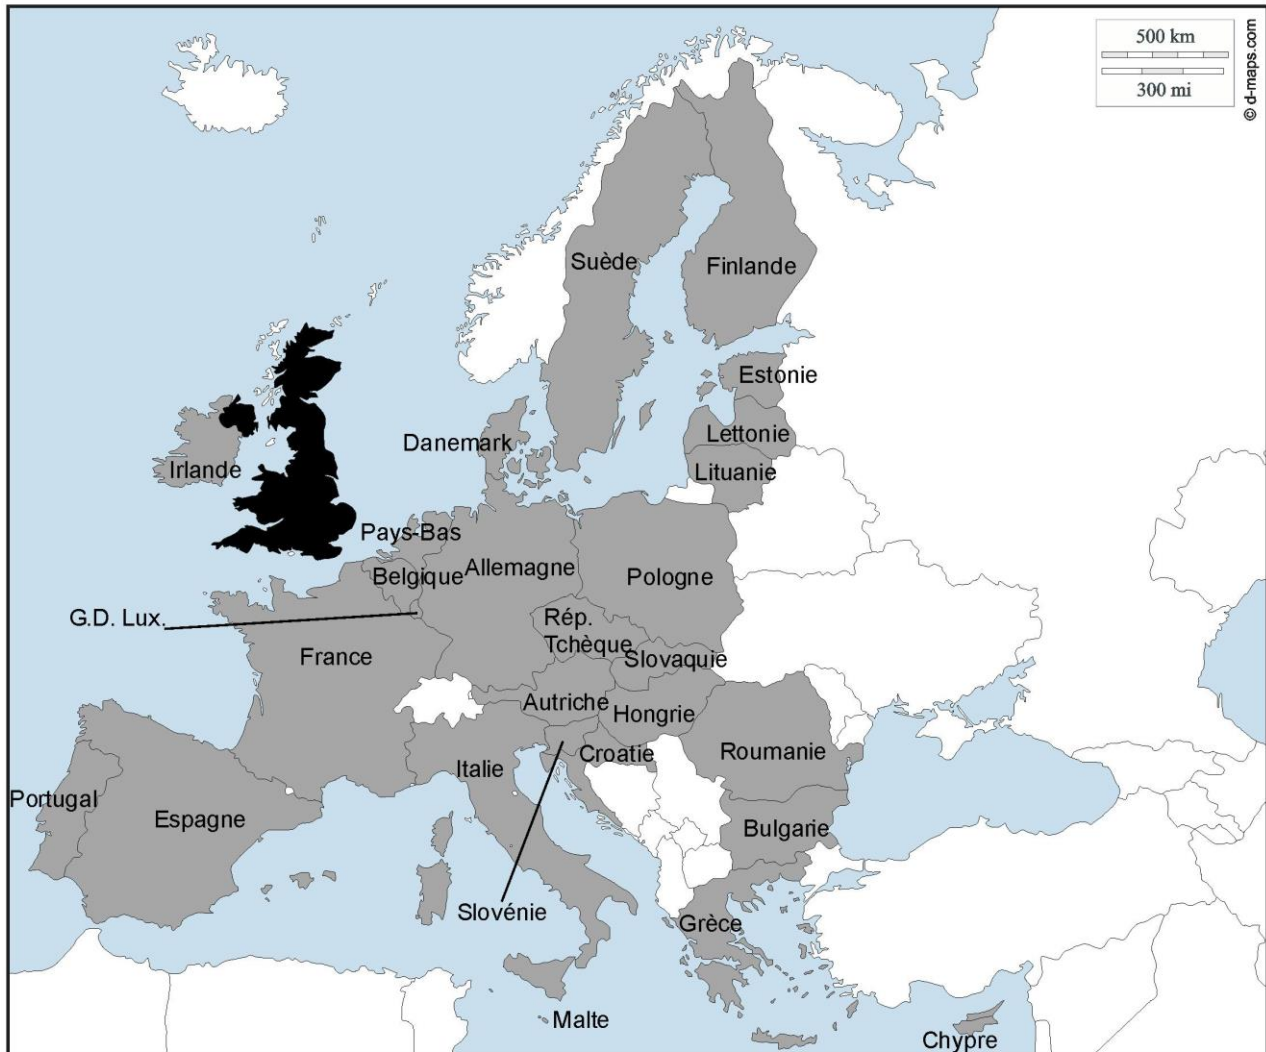 500 km
300 mi
© d-maps.com
Suède
Finlande
Estonie
Lettonie
Lituanie
Danemark
Irlande
Pays-Bas
Belgique
Allemagne
Pologne
G.D. Lux.
Rép.
Tchèque
Slovaquie
France
Autriche
Hongrie
Croatie
Roumanie
Italie
Portugal
Espagne
Bulgarie
Slovénie
Grèce
Malte
Chypre